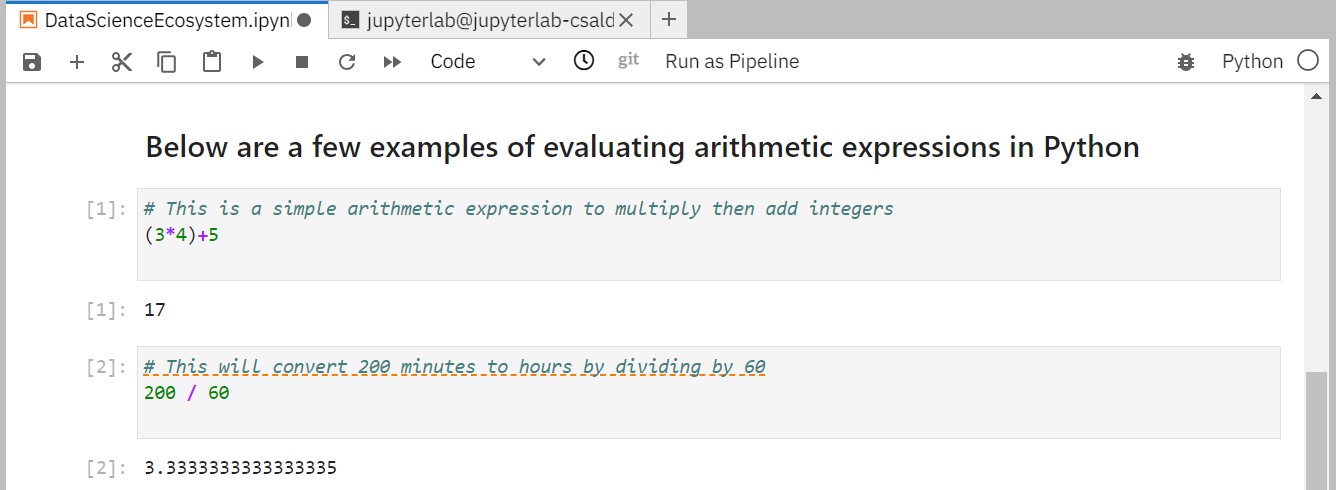 DataScienceEcosystem.ipyn
$_ jupyterlab@jupyterlab-csald
Code
git
Run as Pipeline
Python
Below are a few examples of evaluating arithmetic expressions in Python
[1]: # This is a simple arithmetic expression to multiply then add integers
(3*4)+5
[1]: 17
[2]: # This will convert 200 minutes to hours by dividing by 60
200 / 60
[2]: 3.3333333333333335